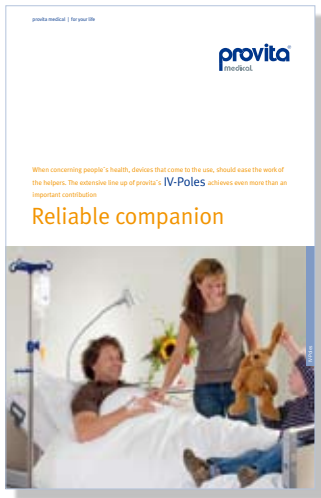 provita medical | for your life
provita®
medical.
When concerning people`s health, devices that come to the use, should ease the work of
the helpers. The extensive line up of provita`s IV-Poles achieves even more than an
important contribution
Reliable companion
IV-Poles